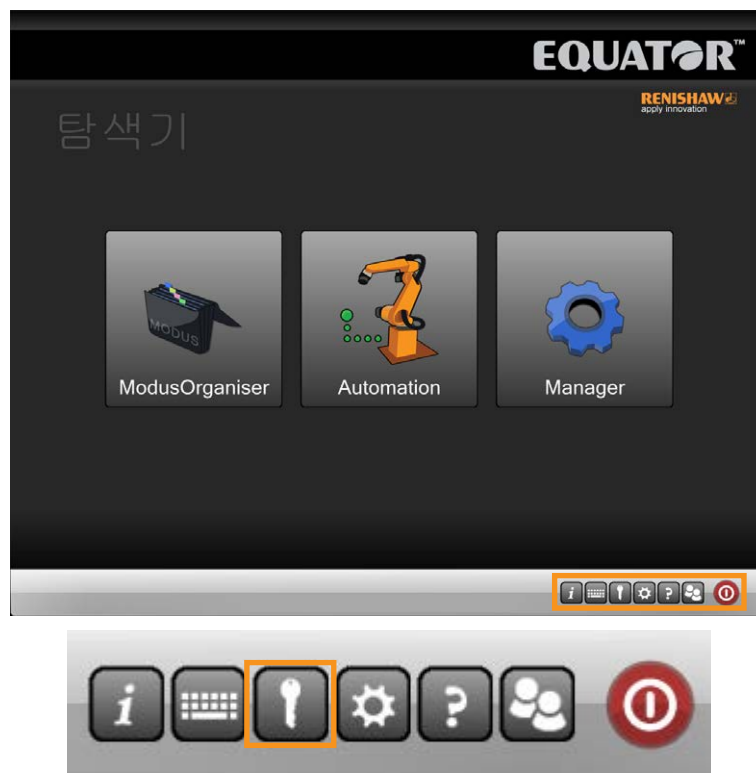 EQUATOR™
RENISHAW
apply innovation
탐색기
MODUS
ModusOrganiser
Automation
Manager
i
?
i
?